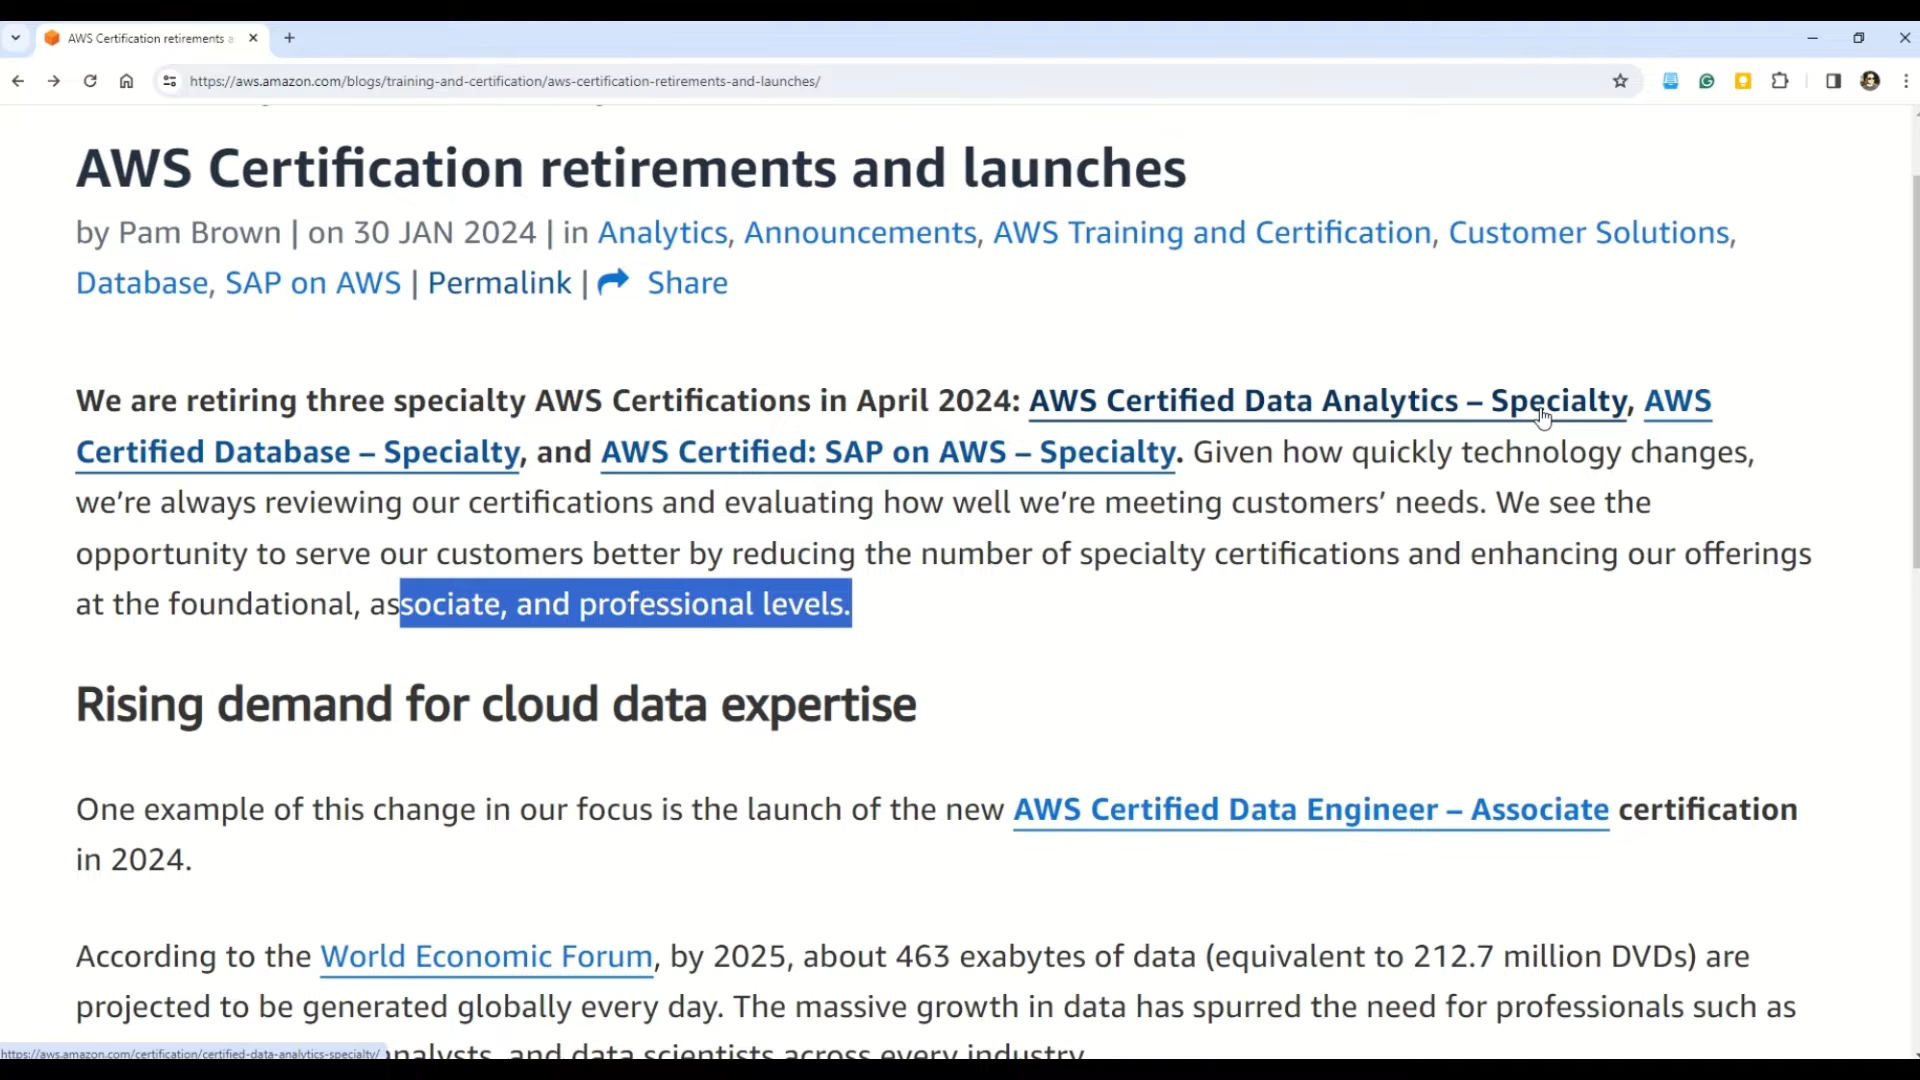 AWS Certification retirements a
https://aws.amazon.com/blogs/training-and-certification/aws-certification-retirements-and-launches/
AWS Certification retirements and launches
by Pam Brown | on 30 JAN 2024 | in Analytics, Announcements, AWS Training and Certification, Customer Solutions,
Database, SAP on AWS | Permalink | Share
We are retiring three specialty AWS Certifications in April 2024: AWS Certified Data Analytics – Specialty, AWS
Certified Database – Specialty, and AWS Certified: SAP on AWS – Specialty. Given how quickly technology changes,
we’re always reviewing our certifications and evaluating how well we’re meeting customers’ needs. We see the
opportunity to serve our customers better by reducing the number of specialty certifications and enhancing our offerings
at the foundational, associate, and professional levels.
Rising demand for cloud data expertise
One example of this change in our focus is the launch of the new AWS Certified Data Engineer – Associate certification
in 2024.
According to the World Economic Forum, by 2025, about 463 exabytes of data (equivalent to 212.7 million DVDs) are
projected to be generated globally every day. The massive growth in data has spurred the need for professionals such as
analysts, and data scientists across every industry.
https://aws.amazon.com/certification/certified-data-analytics-specialty/